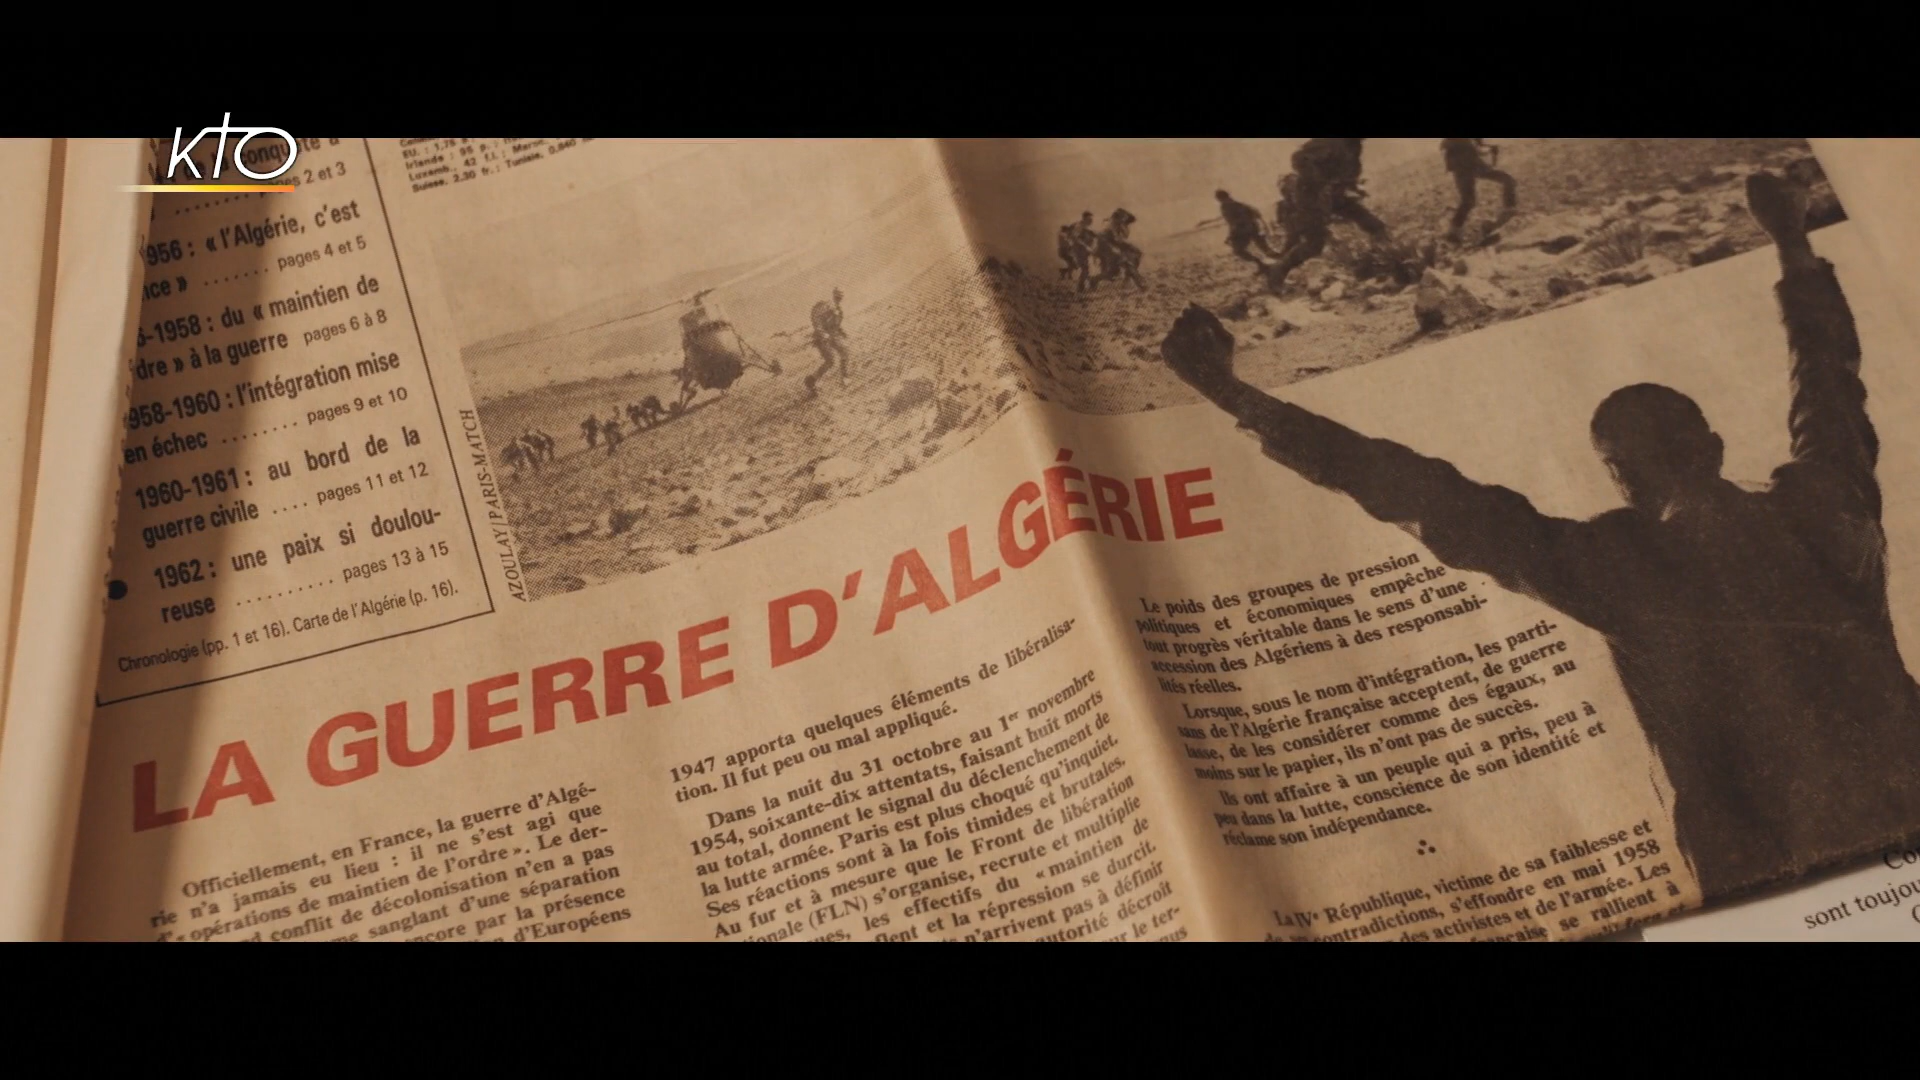 KTO
conquête à
pages 2 et 3
956 : « l'Algérie, c'est
nce » ....... pages 4 et 5
-1958 : du « maintien de
dre » à la guerre pages 6 à 8
958-1960 : l'intégration mise
en échec ........ pages 9 et 10
1960-1961 : au bord de la
guerre civile .... pages 11 et 12
1962 : une paix si doulou-
reuse .......... pages 13 à 15
Chronologie (pp. 1 et 16). Carte de l'Algérie (p. 16).
Suisse, 2,30 fr. ; Tunisie,
AZOULAY/PARIS-MATCH
LA GUERRE D'ALGÉRIE
Officiellement, en France, la guerre d'Algé-
rie n'a jamais eu lieu : il ne s'est agi que
d'« opérations de maintien de l'ordre ». Le der-
conflit de décolonisation n'en a pas
sanglant d'une séparation
encore par la présence
d'Européens
1947 apporta quelques éléments de libéralisa-
tion. Il fut peu ou mal appliqué.
Dans la nuit du 31 octobre au 1er novembre
1954, soixante-dix attentats, faisant huit morts
au total, donnent le signal du déclenchement de
la lutte armée. Paris est plus choqué qu'inquiet.
Ses réactions sont à la fois timides et brutales.
Au fur et à mesure que le Front de libération
nationale (FLN) s'organise, recrute et multiplie
les effectifs du « maintien de
et la répression se durcit.
n'arrivent pas à définir
autorité décroît
le ter-
Le poids des groupes de pression
politiques et économiques empêche
tout progrès véritable dans le sens d'une
accession des Algériens à des responsabi-
lités réelles.
Lorsque, sous le nom d'intégration, les parti-
sans de l'Algérie française acceptent, de guerre
lasse, de les considérer comme des égaux, au
moins sur le papier, ils n'ont pas de succès.
Ils ont affaire à un peuple qui a pris, peu à
peu dans la lutte, conscience de son identité et
réclame son indépendance.
La IVe République, victime de sa faiblesse et
de ses contradictions, s'effondre en mai 1958
des activistes et de l'armée. Les
française se rallient à
sont toujou